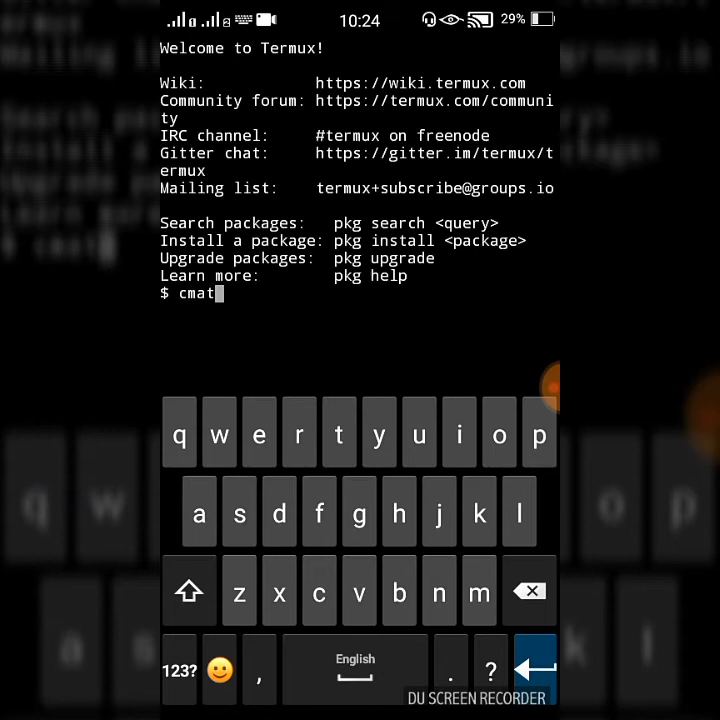 10:24 29%
Welcome to Termux!
Wiki: https://wiki.termux.com
Community forum: https://termux.com/communi
ty
IRC channel: #termux on freenode
Gitter chat: https://gitter.im/termux/t
ermux
Mailing list: termux+subscribe@groups.io
Search packages: pkg search <query>
Install a package: pkg install <package>
Upgrade packages: pkg upgrade
Learn more: pkg help
$ cmat
q w e r t y u i o p
a s d f g h j k l
z x c v b n m
123? , English . ?
DU SCREEN RECORDER